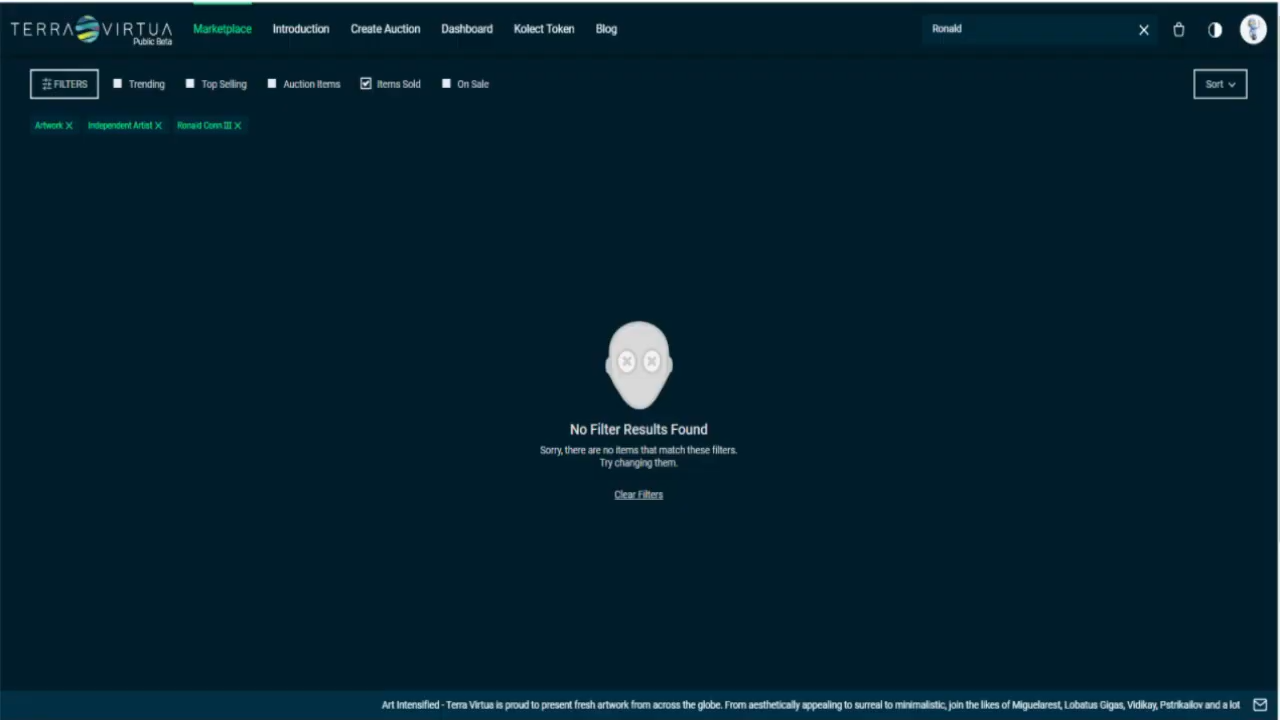 TERRA VIRTUA
Public Beta
Marketplace
Introduction
Create Auction
Dashboard
Kolect Token
Blog
Ronald
FILTERS
Trending
Top Selling
Auction Items
Items Sold
On Sale
Sort
Artwork
Independent Artist
Ronald Conn III
No Filter Results Found
Sorry, there are no items that match these filters.
Try changing them.
Clear Filters
Art Intensified - Terra Virtua is proud to present fresh artwork from across the globe. From aesthetically appealing to surreal to minimalistic, join the likes of Miguelarest, Lobatus Gigas, Vidikay, Pstrikailov and a lot